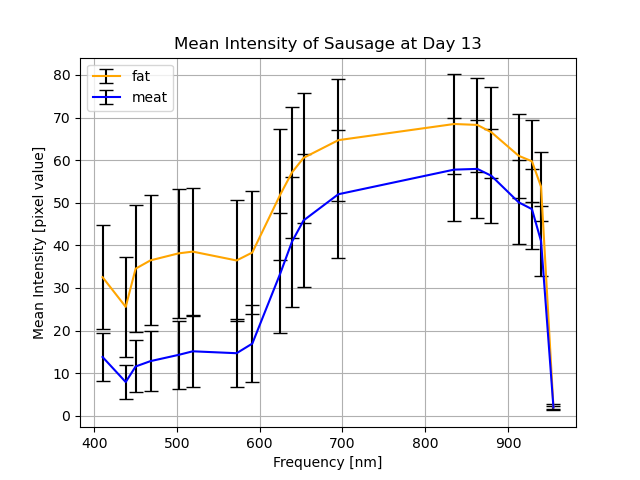 Mean Intensity of Sausage at Day 13
fat
meat
80
70
60
50
40
30
20
10
0
Mean Intensity [pixel value]
400 500 600 700 800 900
Frequency [nm]